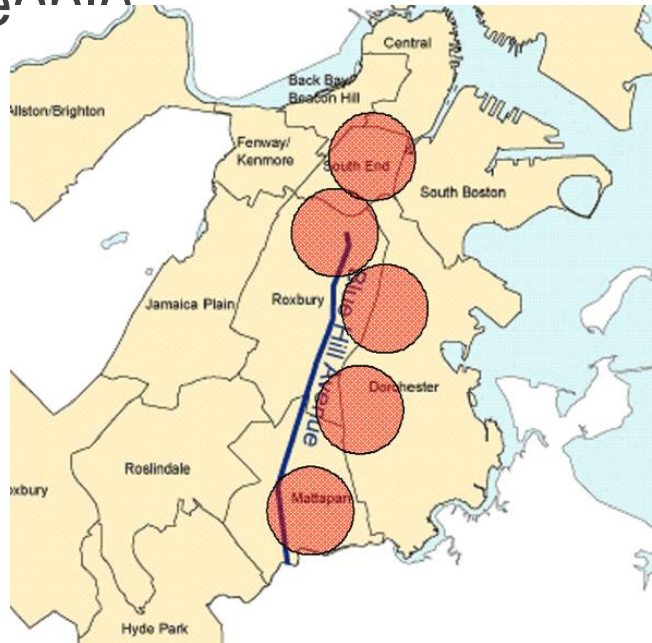 Central
Back Bay/
Beacon Hill
Allston/Brighton
Fenway/
Kenmore
South End
South Boston
Jamaica Plain
Roxbury
Blue Hill Avenue
Dorchester
Roslindale
oxbury
Mattapan
Hyde Park